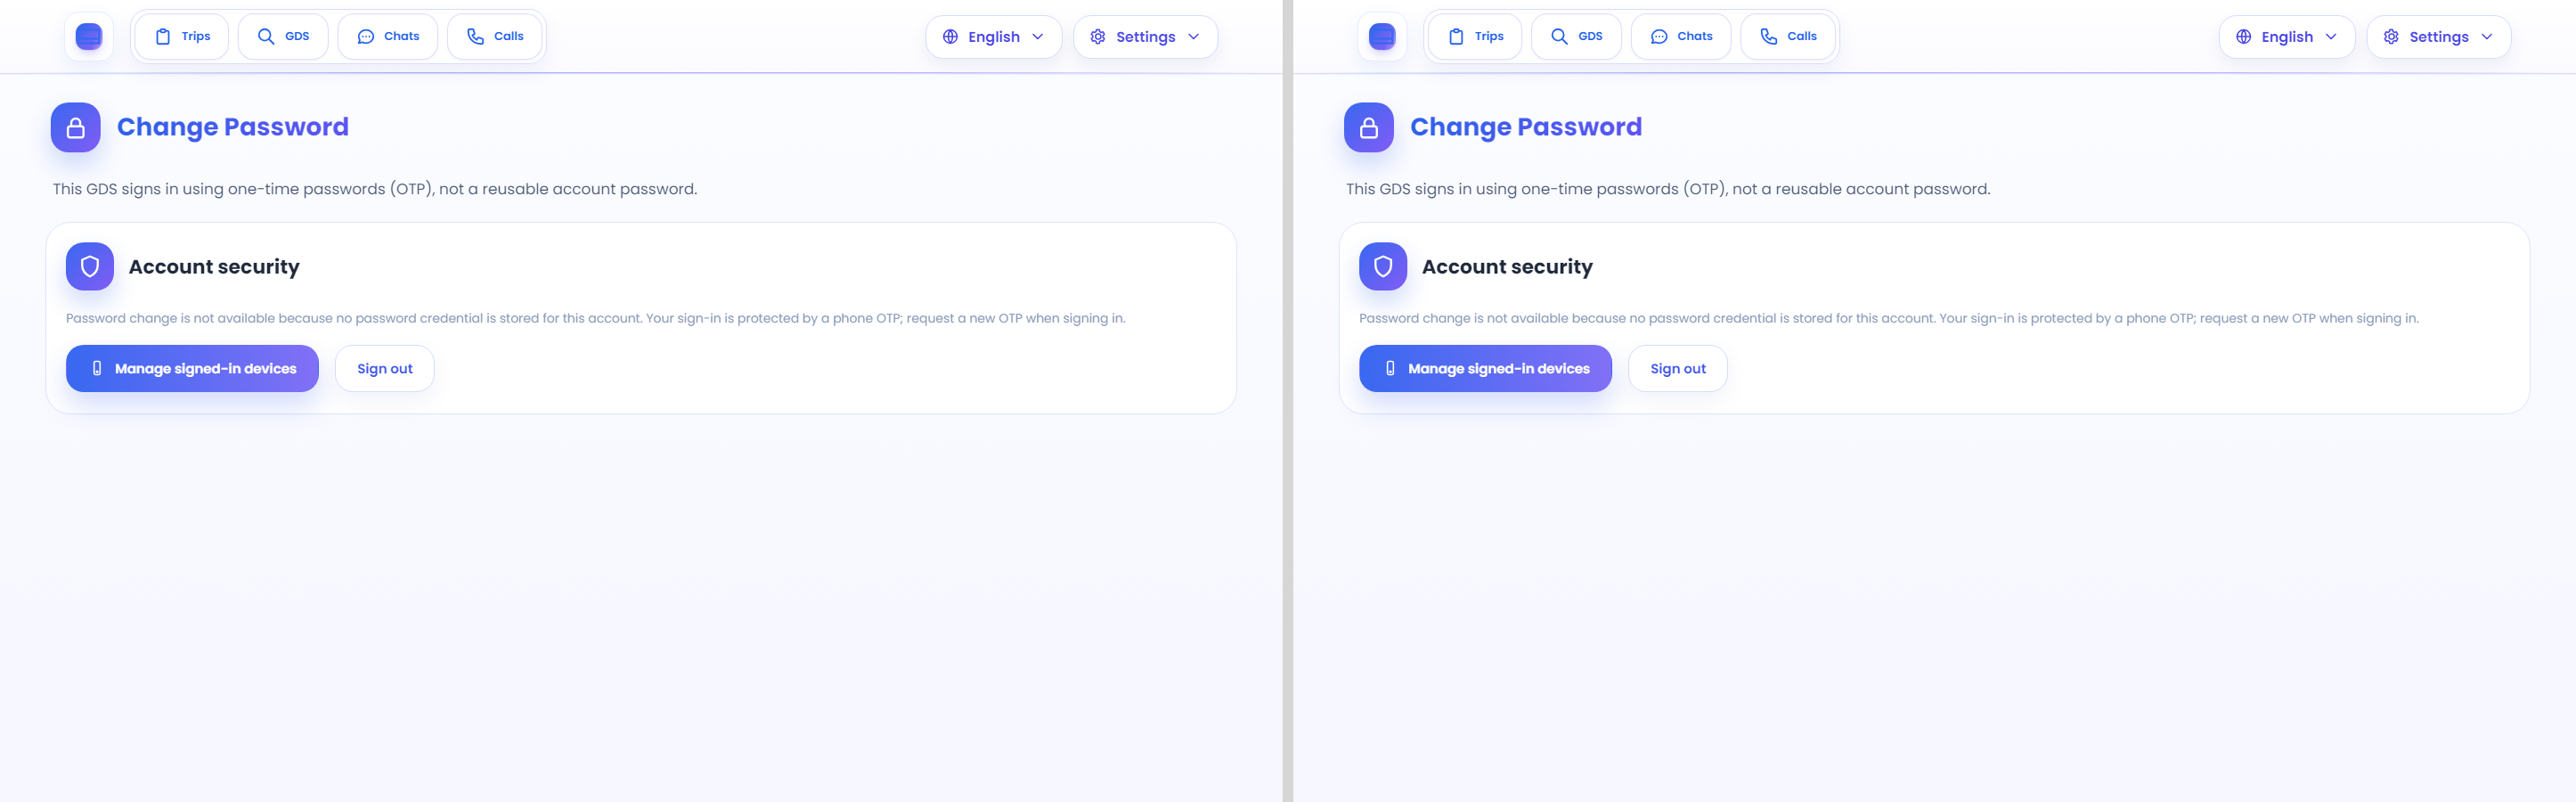 Trips GDS Chats Calls English Settings
Change Password
This GDS signs in using one-time passwords (OTP), not a reusable account password.
Account security
Password change is not available because no password credential is stored for this account. Your sign-in is protected by a phone OTP; request a new OTP when signing in.
Manage signed-in devices Sign out
Trips GDS Chats Calls English Settings
Change Password
This GDS signs in using one-time passwords (OTP), not a reusable account password.
Account security
Password change is not available because no password credential is stored for this account. Your sign-in is protected by a phone OTP; request a new OTP when signing in.
Manage signed-in devices Sign out